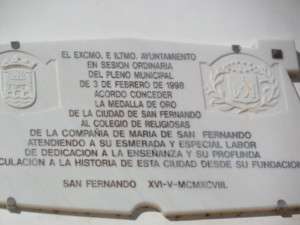 EL EXCMO. E ILTMO. AYUNTAMIENTO
EN SESION ORDINARIA
DEL PLENO MUNICIPAL
DE 3 DE FEBRERO DE 1998
ACORDO CONCEDER
LA MEDALLA DE ORO
DE LA CIUDAD DE SAN FERNANDO
AL COLEGIO DE RELIGIOSAS
DE LA COMPAÑIA DE MARIA DE SAN FERNANDO
ATENDIENDO A SU ESMERADA Y ESPECIAL LABOR
DE DEDICACION A LA ENSEÑANZA Y SU PROFUNDA
CULACION A LA HISTORIA DE ESTA CIUDAD DESDE SU FUNDACION
SAN FERNANDO XVI-V-MCMXCVIII.